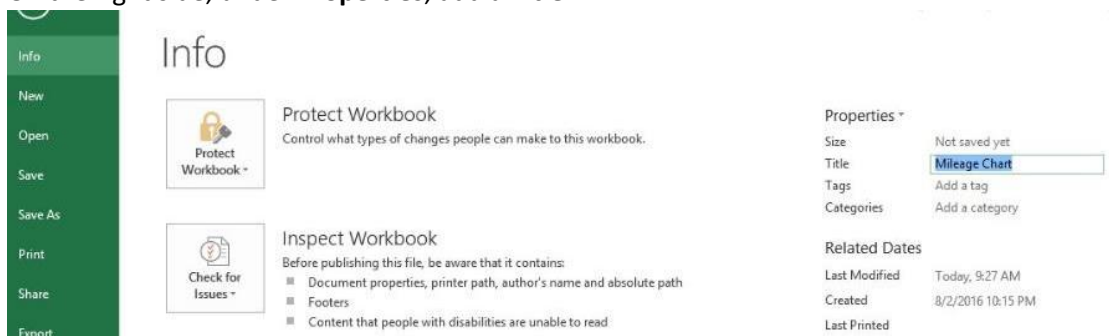 Info
New
Open
Save
Save As
Print
Share
Export
Info
Protect Workbook
Protect Workbook
Control what types of changes people can make to this workbook.
Check for Issues
Inspect Workbook
Before publishing this file, be aware that it contains:
Document properties, printer path, author's name and absolute path
Footers
Content that people with disabilities are unable to read
Properties
Size Not saved yet
Title Mileage Chart
Tags Add a tag
Categories Add a category
Related Dates
Last Modified Today, 9:27 AM
Created 8/2/2016 10:15 PM
Last Printed